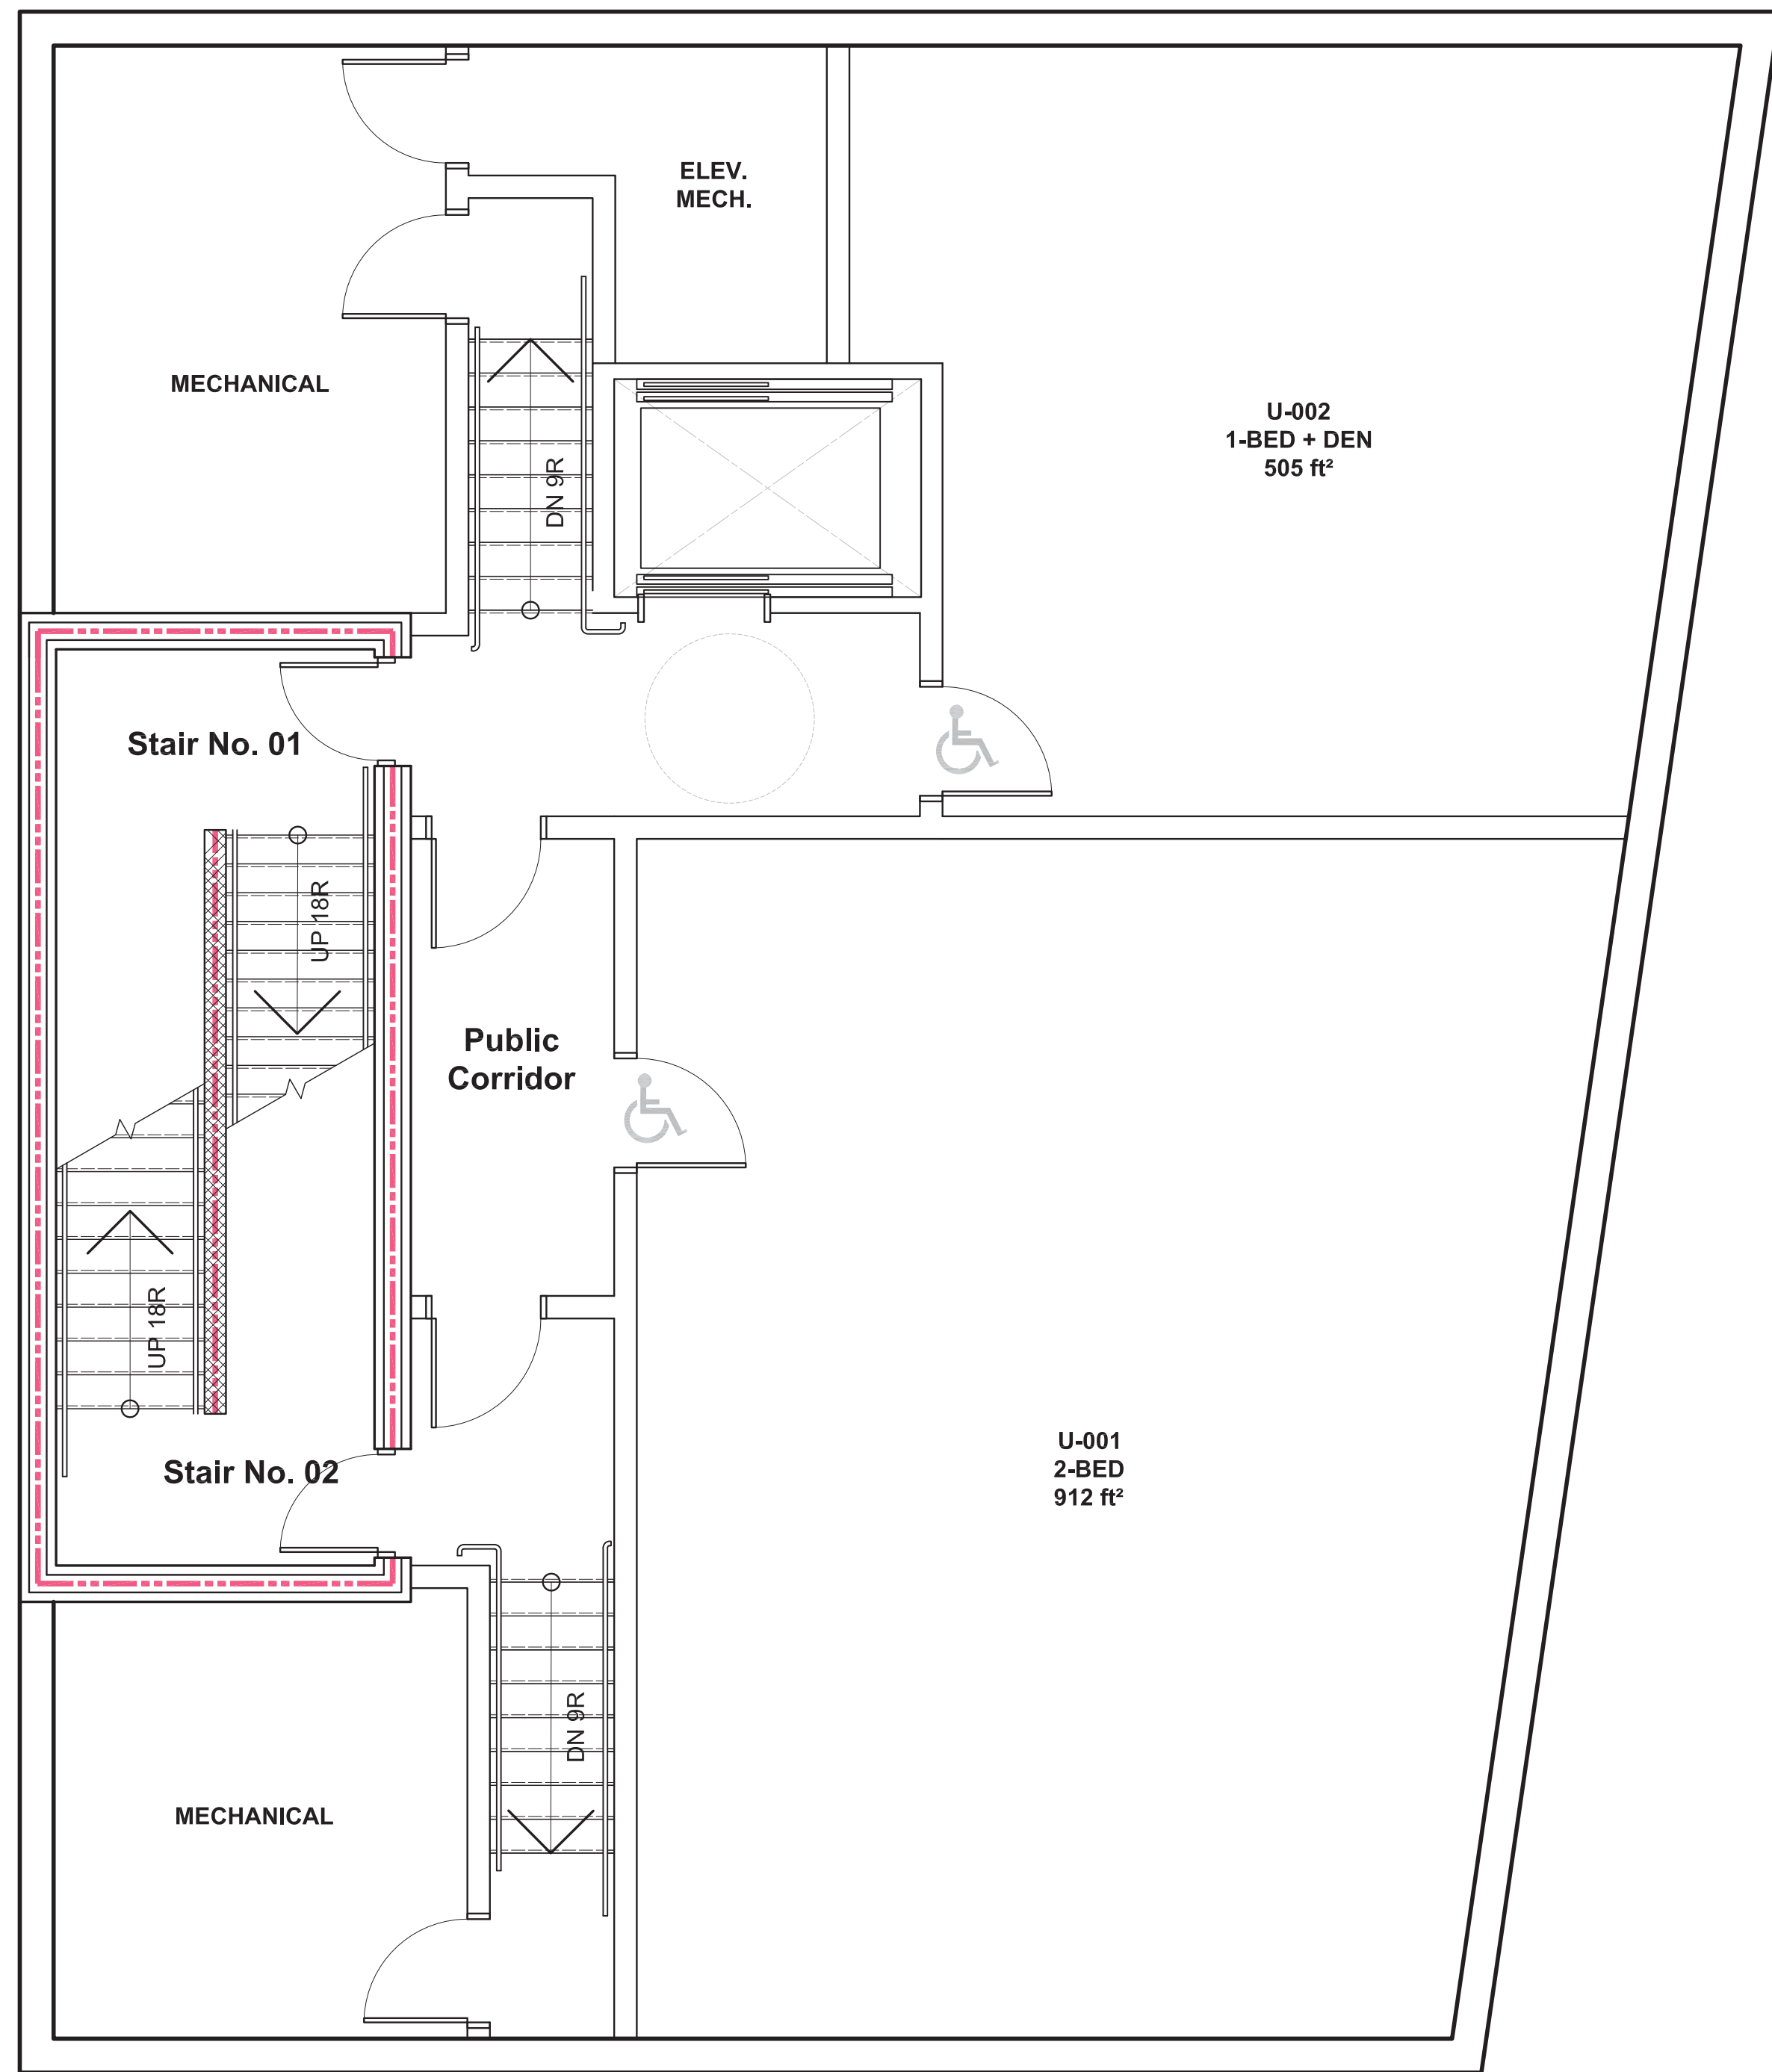 ELEV.
MECH.
MECHANICAL
U-002
1-BED + DEN
505 ft²
DN 9R
Stair No. 01
UP 18R
Public
Corridor
UP 18R
U-001
2-BED
912 ft²
Stair No. 02
DN 9R
MECHANICAL